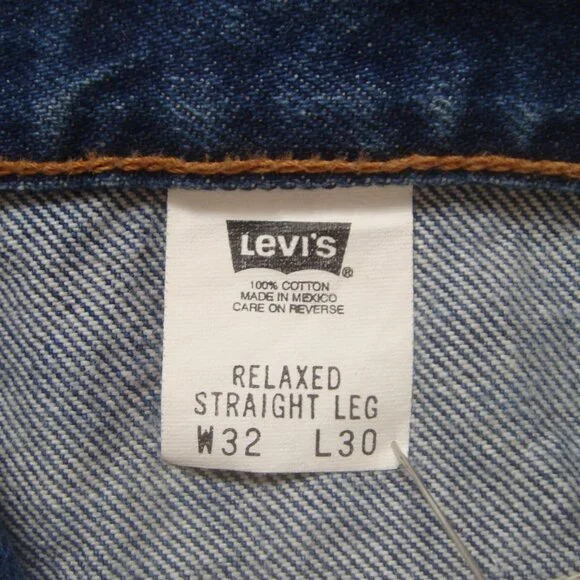 Levi's ®
100% COTTON
MADE IN MEXICO
CARE ON REVERSE
RELAXED
STRAIGHT LEG
W32 L30